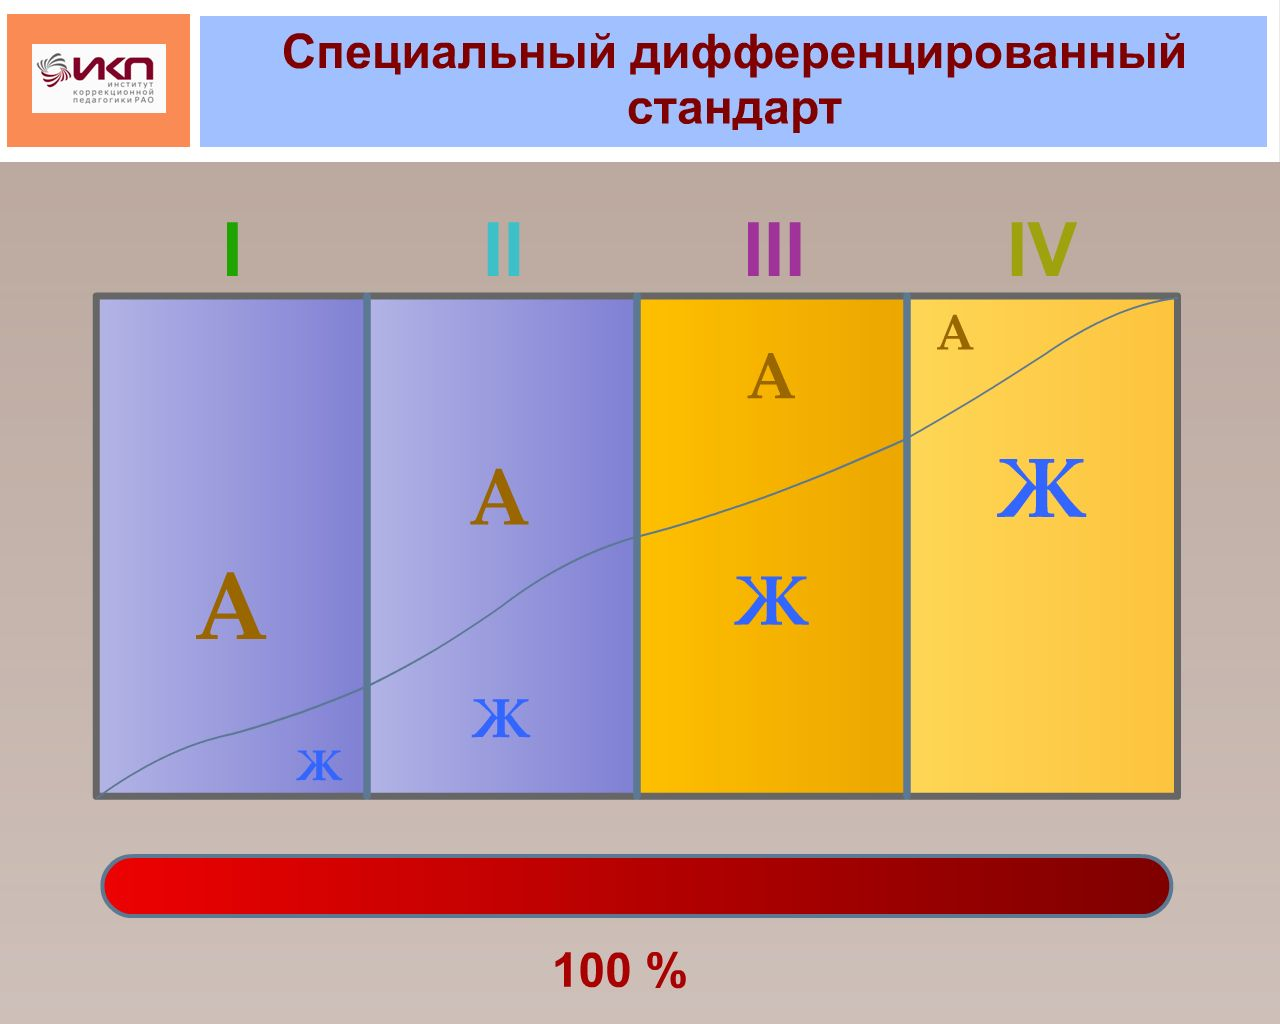 ИКП
институт
коррекционной
педагогики РАО
Специальный дифференцированный
стандарт
I II III IV
А
А
А
А
Ж
Ж
Ж
Ж
100 %